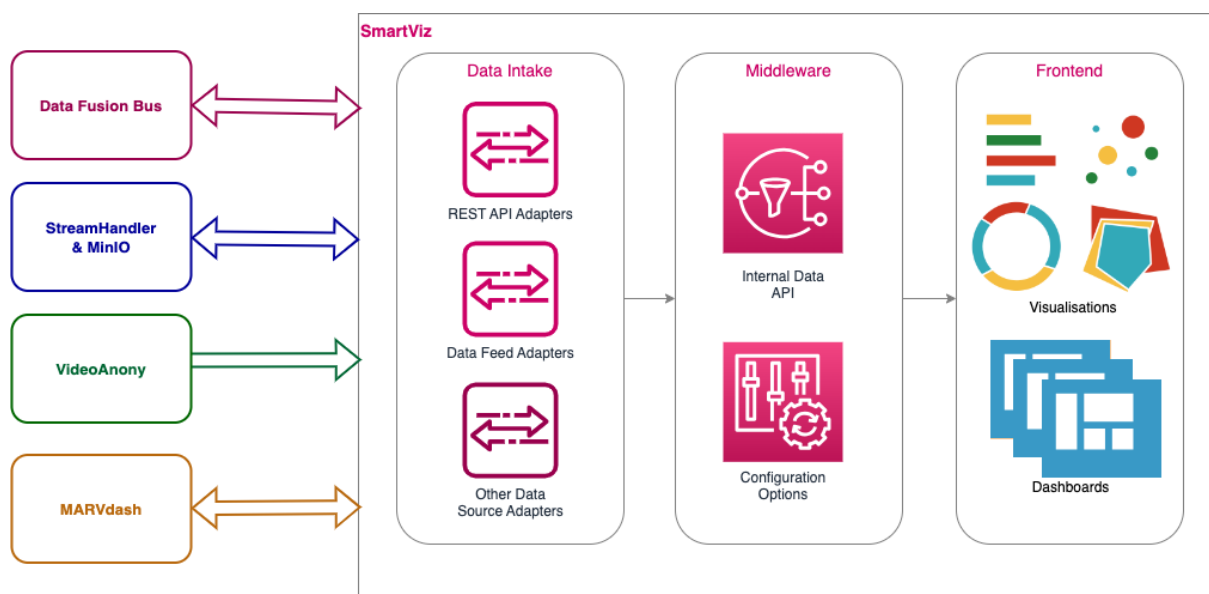 SmartViz
Data Fusion Bus
StreamHandler
& MinIO
VideoAnony
MARVdash
Data Intake
REST API Adapters
Data Feed Adapters
Other Data
Source Adapters
Middleware
Internal Data
API
Configuration
Options
Frontend
Visualisations
Dashboards